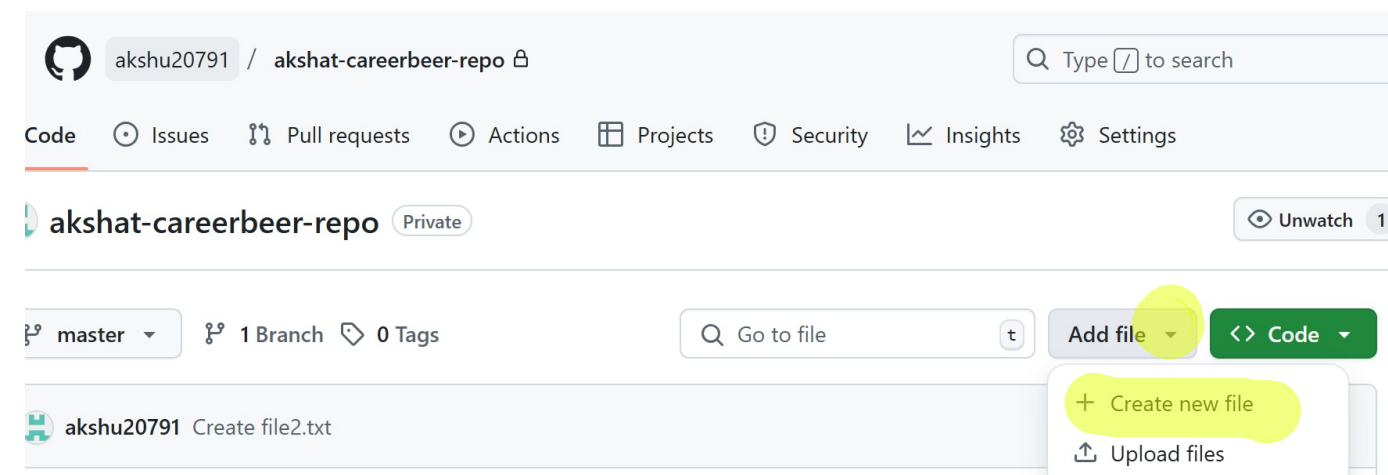 akshu20791 / akshat-careerbeer-repo Type / to search
Code Issues Pull requests Actions Projects Security Insights Settings
akshat-careerbeer-repo Private Unwatch 1
master 1 Branch 0 Tags Go to file t Add file <> Code
+ Create new file
akshu20791 Create file2.txt
Upload files